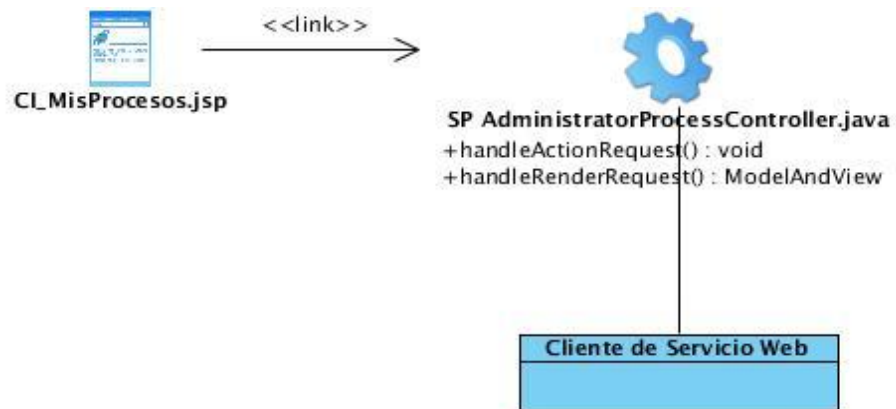 <<link>>
CI_MisProcesos.jsp
SP AdministratorProcessController.java
+handleActionRequest() : void
+handleRenderRequest() : ModelAndView
Cliente de Servicio Web